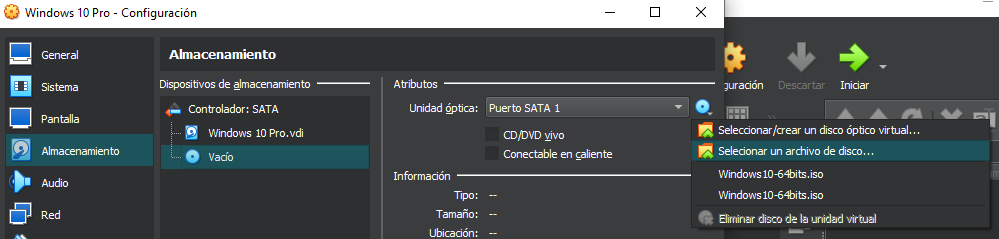 Windows 10 Pro - Configuración
General
Sistema
Pantalla
Almacenamiento
Audio
Red
Almacenamiento
Dispositivos de almacenamiento
Controlador: SATA
Windows 10 Pro.vdi
Vacío
Atributos
Unidad óptica: Puerto SATA 1
CD/DVD vivo
Conectable en caliente
Información
Tipo: --
Tamaño: --
Ubicación: --
guración
Descartar
Iniciar
Seleccionar/crear un disco óptico virtual...
Selecionar un archivo de disco...
Windows10-64bits.iso
Windows10-64bits.iso
Eliminar disco de la unidad virtual